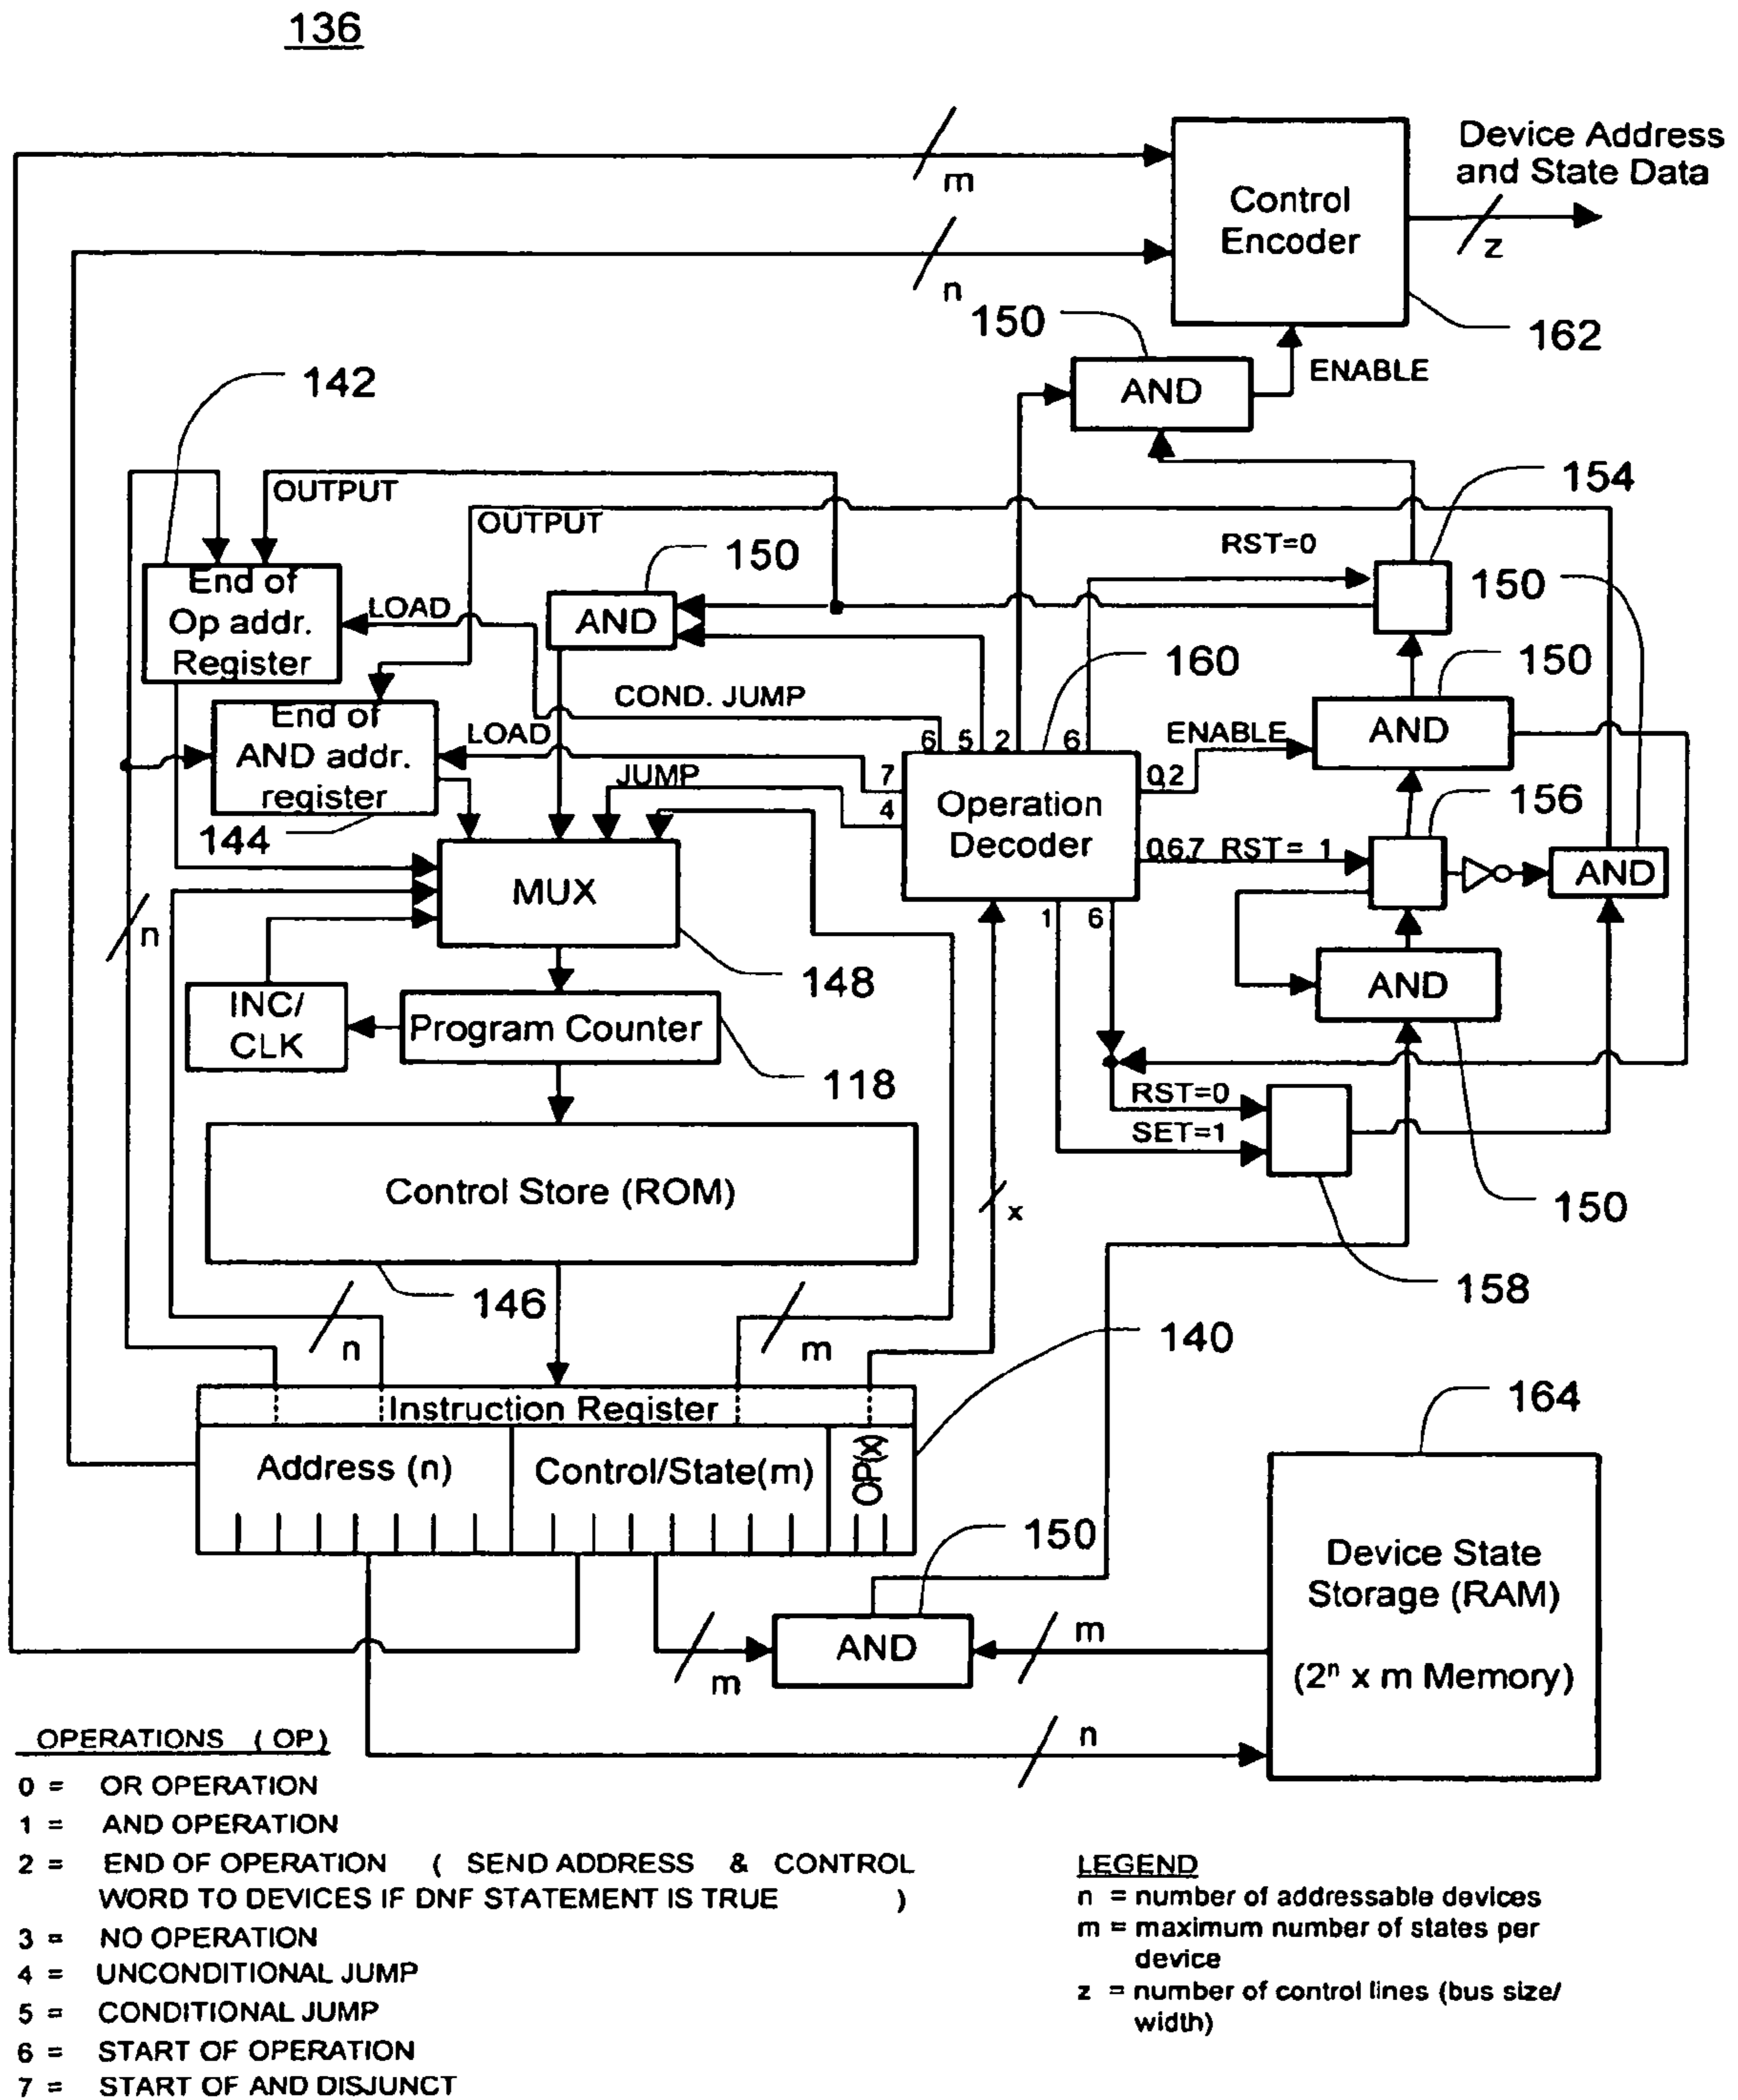 136
Device Address
and State Data
m
Control
Encoder
z
n
150
162
ENABLE
AND
142
154
OUTPUT
OUTPUT
RST=0
150
150
End of
Op addr.
Register
LOAD
AND
160
150
COND. JUMP
End of
AND addr.
register
LOAD
6 5 2 6
ENABLE
AND
7
JUMP
0,2
4
Operation
Decoder
156
144
0,6,7 RST= 1
MUX
AND
1 6
n
148
AND
INC/
CLK
Program Counter
118
RST=0
SET=1
Control Store (ROM)
x
150
146
158
n
m
140
Instruction Register
164
Address (n)
Control/State(m)
OP(x)
150
Device State
Storage (RAM)
(2ⁿ x m Memory)
AND
m
m
n
OPERATIONS ( OP )
0 = OR OPERATION
1 = AND OPERATION
2 = END OF OPERATION ( SEND ADDRESS & CONTROL
WORD TO DEVICES IF DNF STATEMENT IS TRUE )
3 = NO OPERATION
4 = UNCONDITIONAL JUMP
5 = CONDITIONAL JUMP
6 = START OF OPERATION
7 = START OF AND DISJUNCT
LEGEND
n = number of addressable devices
m = maximum number of states per
device
z = number of control lines (bus size/
width)